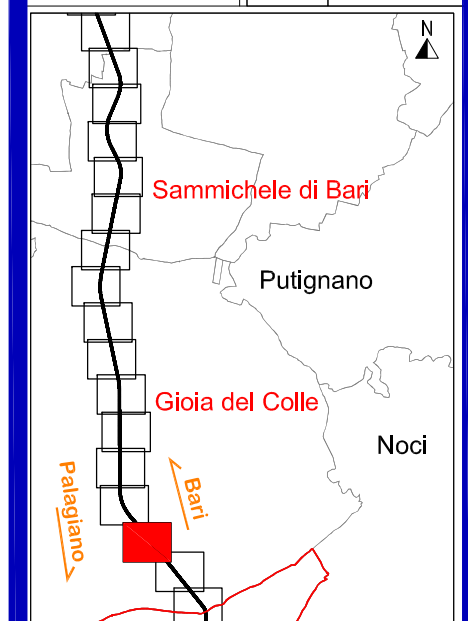 N
Sammichele di Bari
Putignano
Gioia del Colle
Noci
Palagiano
Bari